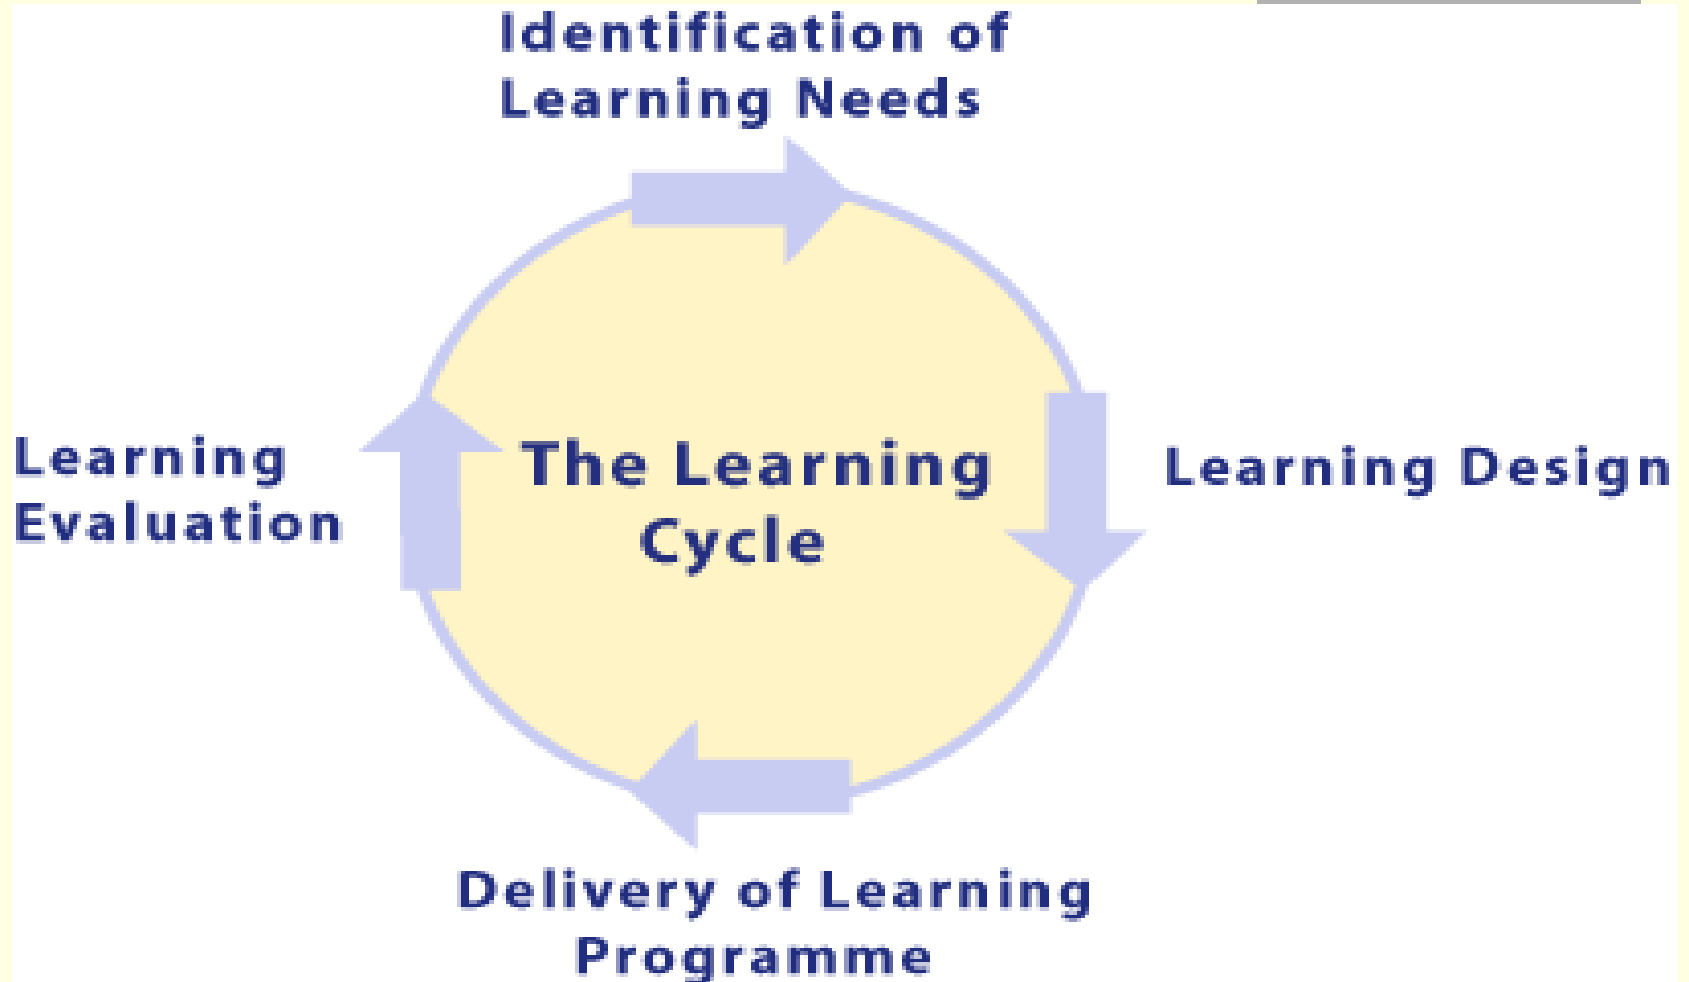 Identification of
Learning Needs
The Learning
Cycle
Learning Design
Learning
Evaluation
Delivery of Learning
Programme